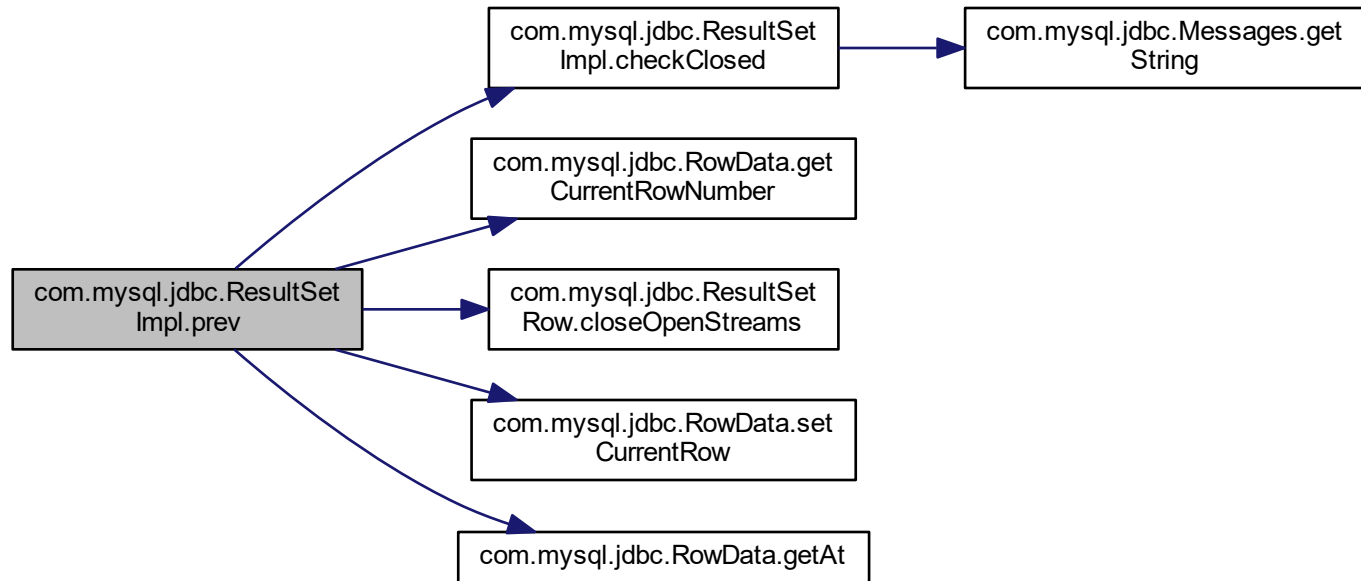 com.mysql.jdbc.ResultSet
Impl.checkClosed
com.mysql.jdbc.Messages.get
String
com.mysql.jdbc.RowData.get
CurrentRowNumber
com.mysql.jdbc.ResultSet
Impl.prev
com.mysql.jdbc.ResultSet
Row.closeOpenStreams
com.mysql.jdbc.RowData.set
CurrentRow
com.mysql.jdbc.RowData.getAt